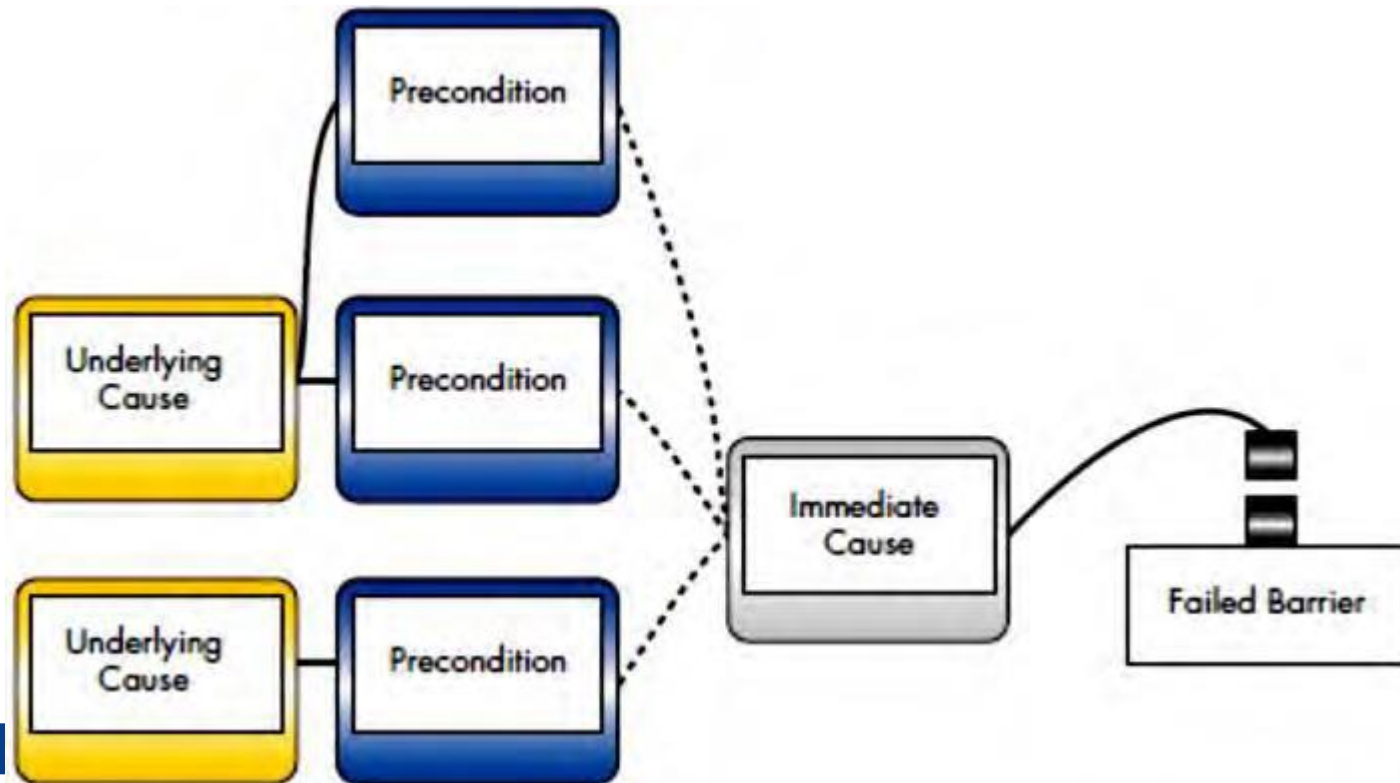 Precondition
Underlying
Cause
Precondition
Immediate
Cause
Failed Barrier
Underlying
Cause
Precondition